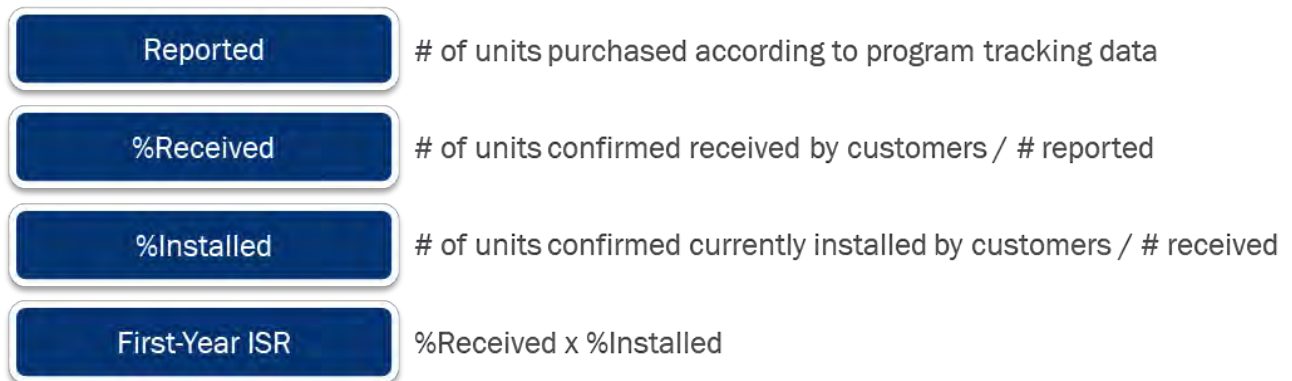 Reported # of units purchased according to program tracking data
%Received # of units confirmed received by customers / # reported
%Installed # of units confirmed currently installed by customers / # received
First-Year ISR %Received x %Installed